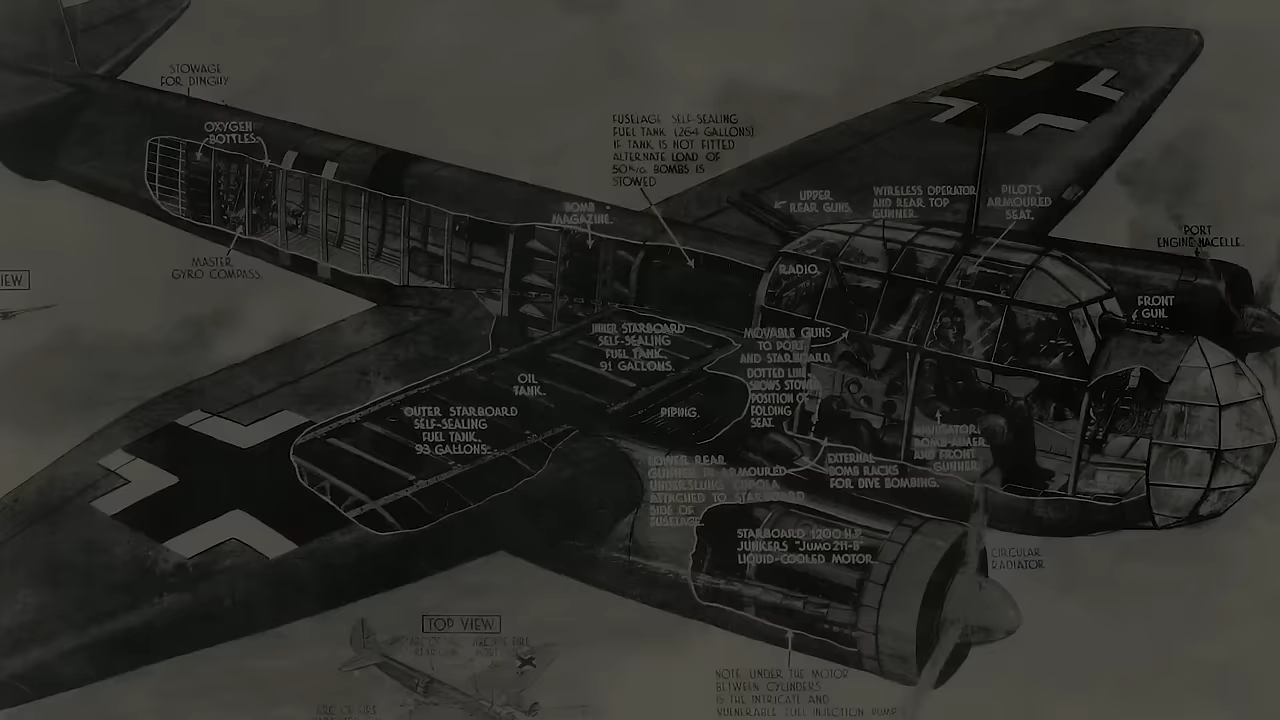 STOWAGE
FOR DINGHY
OXYGEN
BOTTLES.
MASTER
GYRO COMPASS.
FUSELAGE SELF-SEALING
FUEL TANK (264 GALLONS)
IF TANK IS NOT FITTED
ALTERNATE LOAD OF
50 K/G. BOMBS IS
STOWED
BOMB
MAGAZINE.
UPPER
REAR GUNS.
WIRELESS OPERATOR
AND REAR TOP
GUNNER.
PILOT'S
ARMOURED
SEAT.
PORT
ENGINE NACELLE.
RADIO.
FRONT
GUN.
IEW
INNER STARBOARD
SELF-SEALING
FUEL TANK.
91 GALLONS.
OIL
TANK.
OUTER STARBOARD
SELF-SEALING
FUEL TANK.
93 GALLONS.
PIPING.
MOVABLE GUNS
TO PORT
AND STARBOARD.
DOTTED LINE
SHOWS STOWED
POSITION OF
FOLDING
SEAT.
NAVIGATOR,
BOMB-AIMER
AND FRONT
GUNNER.
EXTERNAL
BOMB RACKS
FOR DIVE BOMBING.
LOWER REAR
GUNNER IN ARMOURED
UNDERSLUNG CUPOLA
ATTACHED TO STARBOARD
SIDE OF
FUSELAGE.
STARBOARD 1200 H.P.
JUNKERS "Jumo 211-B"
LIQUID-COOLED MOTOR.
CIRCULAR
RADIATOR
TOP VIEW
NOTE. UNDER THE MOTOR
BETWEEN CYLINDERS
IS THE INTRICATE AND
VULNERABLE FUEL INJECTION PUMP
ARC OF FIRE